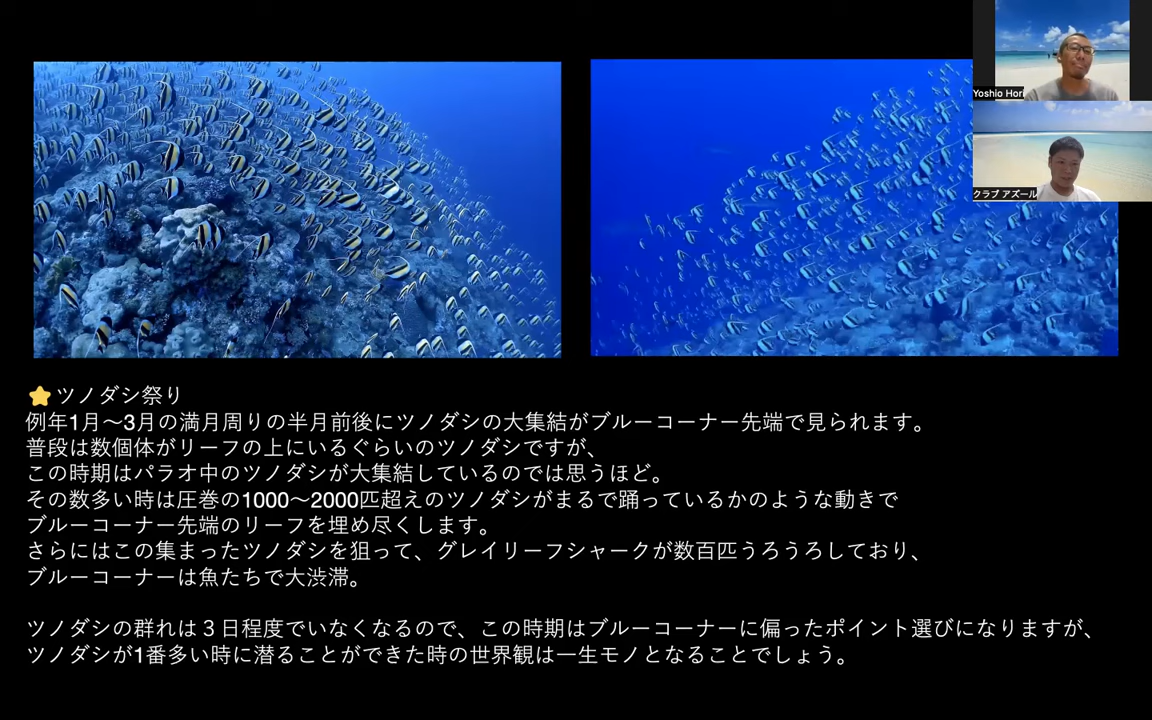 Yoshio Hori
クラブ アズール
⭐ツノダシ祭り
例年1月～3月の満月周りの半月前後にツノダシの大集結がブルーコーナー先端で見られます。
普段は数個体がリーフの上にいるぐらいのツノダシですが、
この時期はパラオ中のツノダシが大集結しているのでは思うほど。
その数多い時は圧巻の1000～2000匹超えのツノダシがまるで踊っているかのような動きで
ブルーコーナー先端のリーフを埋め尽くします。
さらにはこの集まったツノダシを狙って、グレイリーフシャークが数百匹うろうろしており、
ブルーコーナーは魚たちで大渋滞。
ツノダシの群れは３日程度でいなくなるので、この時期はブルーコーナーに偏ったポイント選びになりますが、
ツノダシが1番多い時に潜ることができた時の世界観は一生モノとなることでしょう。